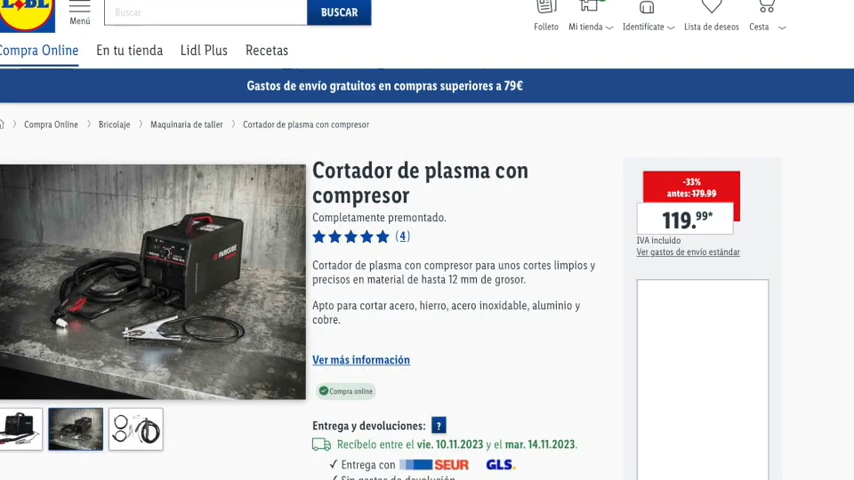 LIDL
Menú
Buscar
BUSCAR
Folleto
Mi tienda
Identifícate
Lista de deseos
Cesta
Compra Online
En tu tienda
Lidl Plus
Recetas
Gastos de envío gratuitos en compras superiores a 79€
Compra Online
Bricolaje
Maquinaria de taller
Cortador de plasma con compresor
Cortador de plasma con
compresor
Completamente premontado.
(4)
Cortador de plasma con compresor para unos cortes limpios y
precisos en material de hasta 12 mm de grosor.
Apto para cortar acero, hierro, acero inoxidable, aluminio y
cobre.
Ver más información
Compra online
Entrega y devoluciones: ?
Recíbelo entre el vie. 10.11.2023 y el mar. 14.11.2023.
✓ Entrega con SEUR GLS.
✓ Sin gastos de devolución
-33%
antes: 179.99
119.99*
IVA incluido
Ver gastos de envío estándar
PARKSIDE